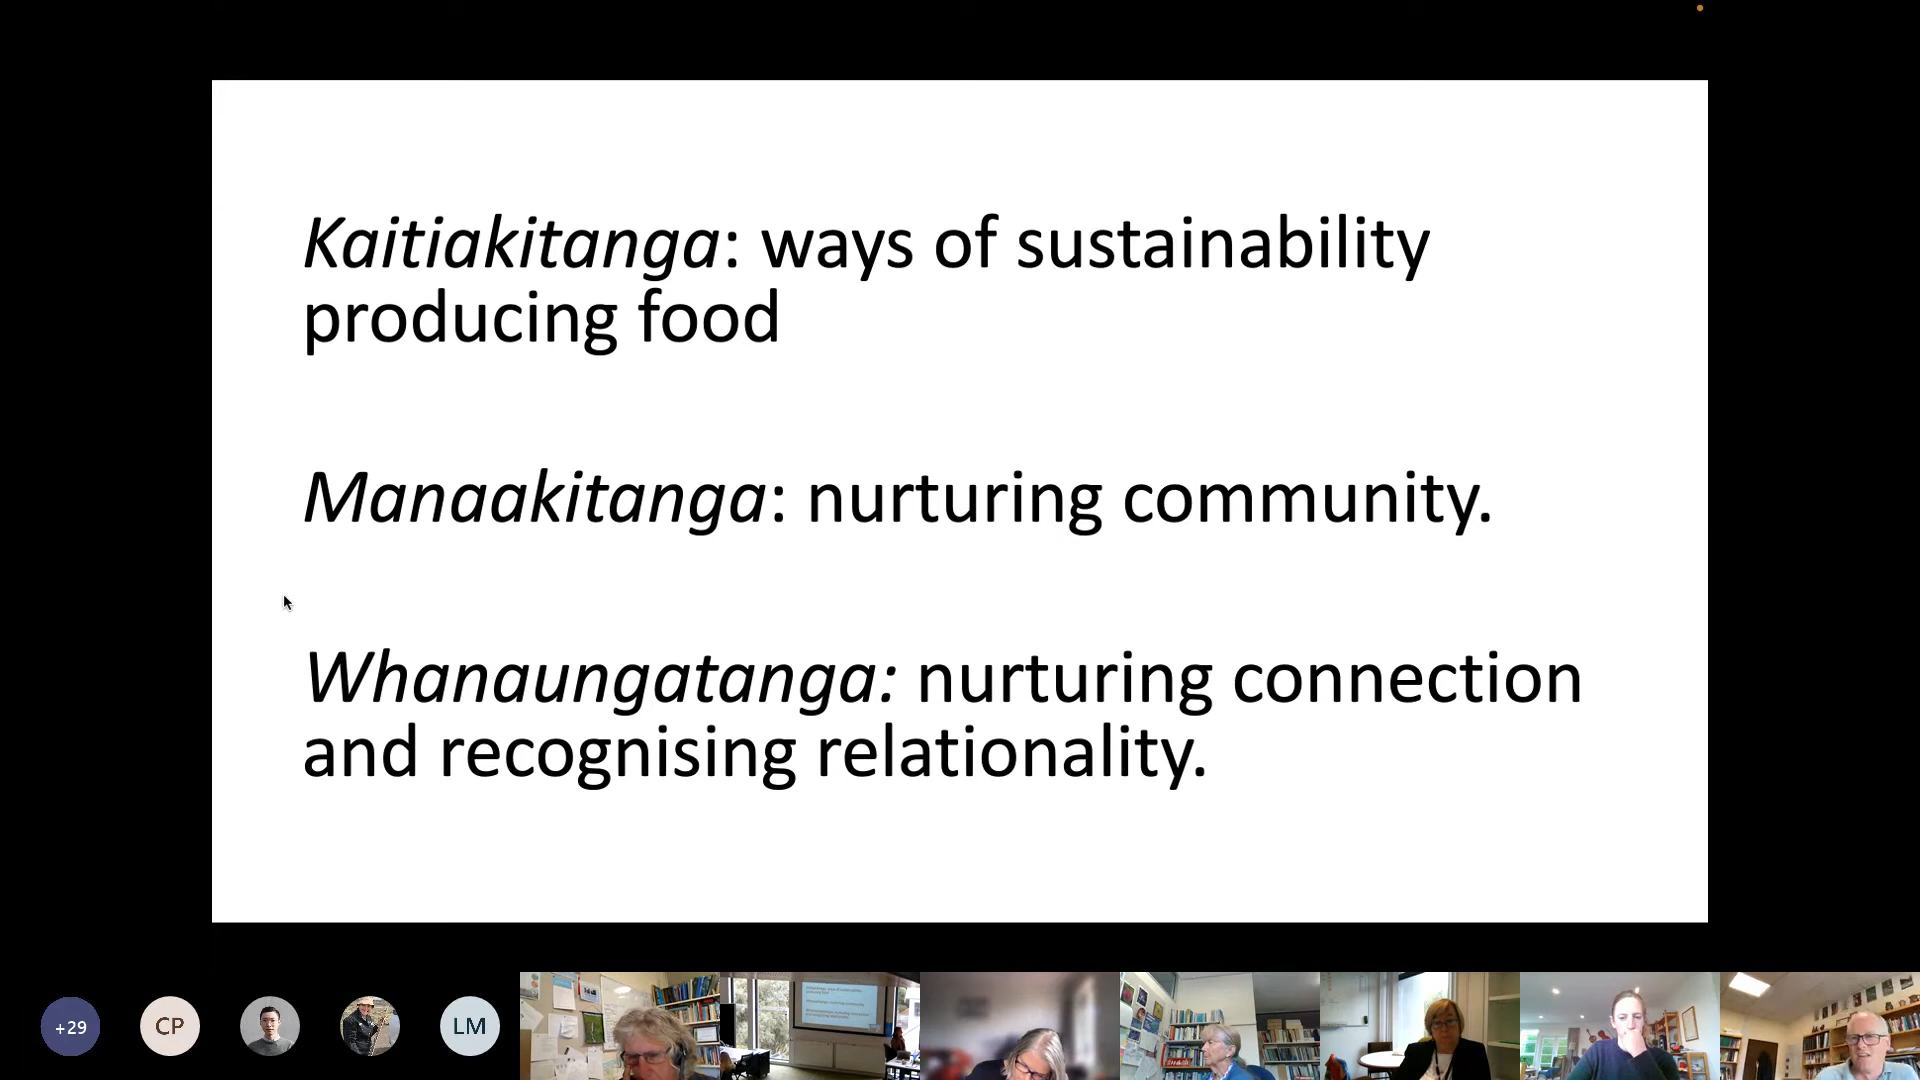 Kaitiakitanga: ways of sustainability
producing food
Manaakitanga: nurturing community.
Whanaungatanga: nurturing connection
and recognising relationality.
+29
CP
LM